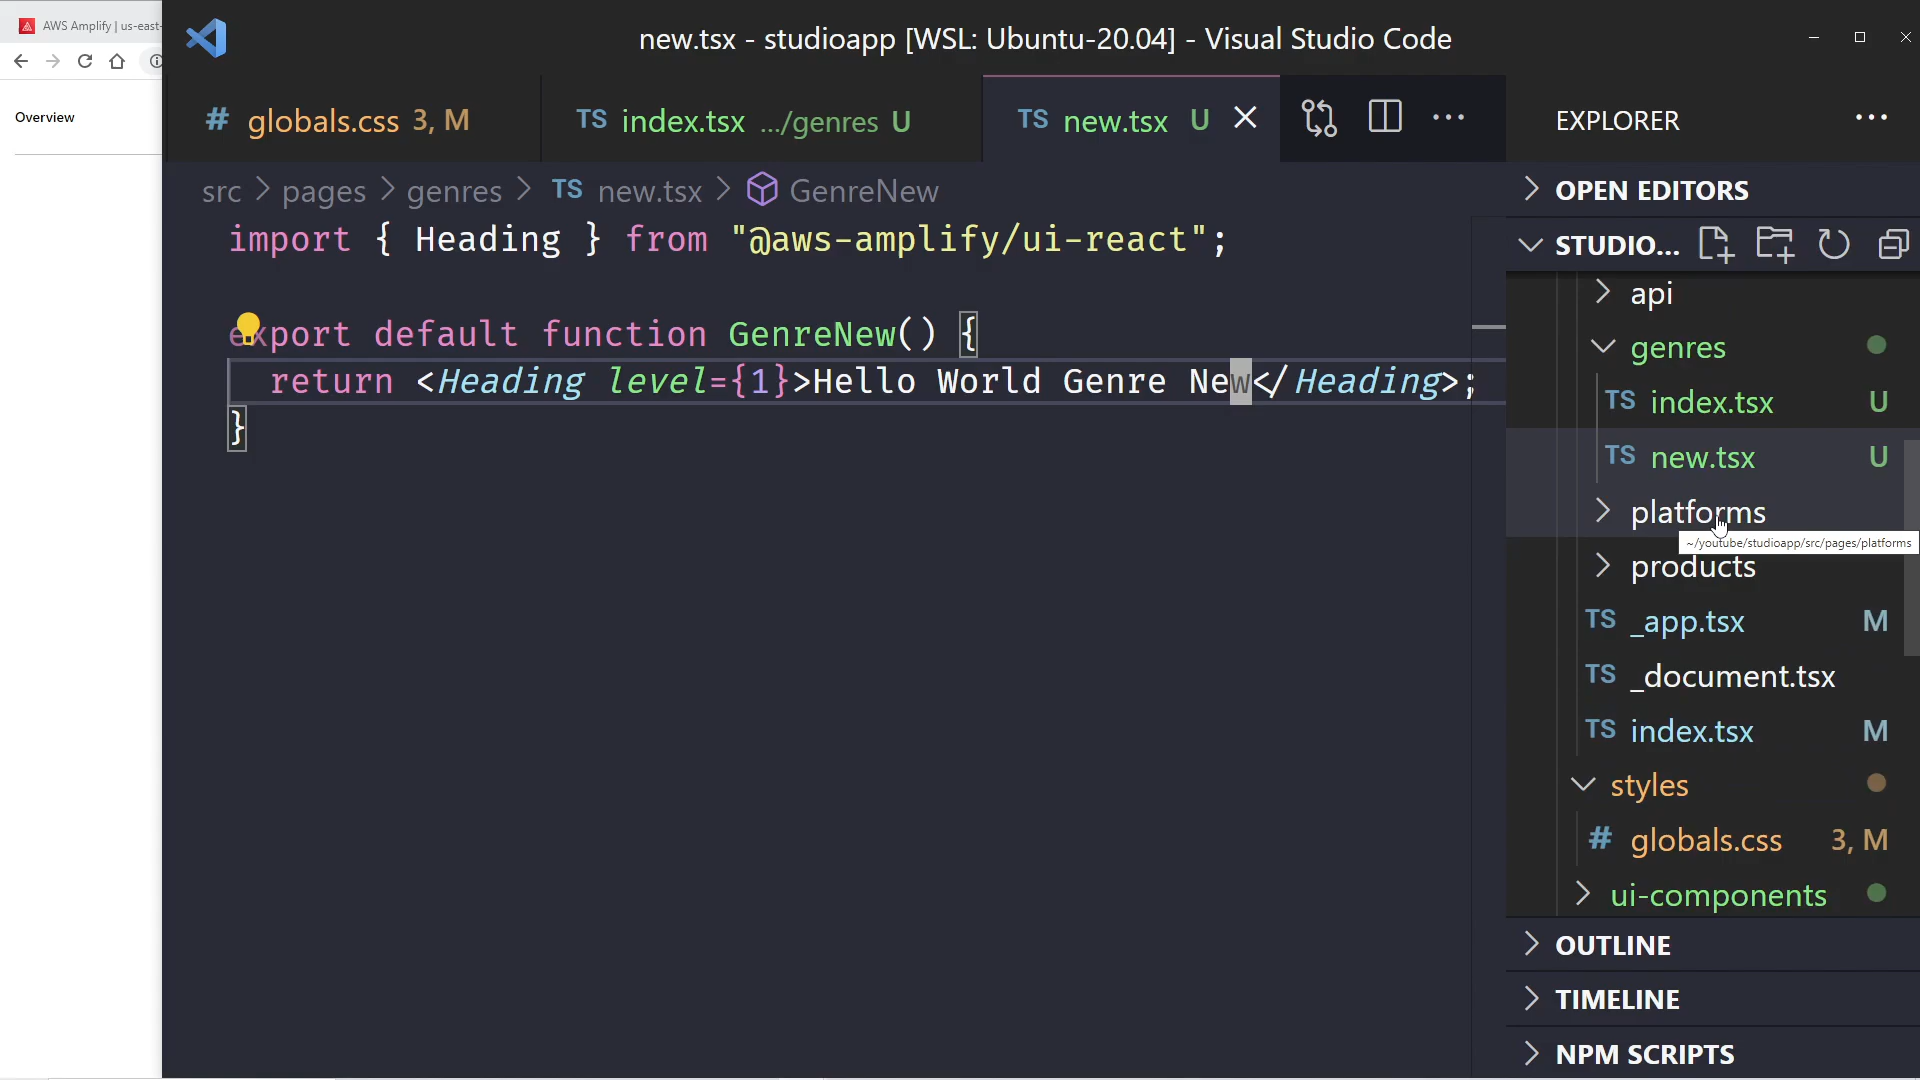 AWS Amplify | us-east-
Overview
new.tsx - studioapp [WSL: Ubuntu-20.04] - Visual Studio Code
# globals.css 3, M
TS index.tsx .../genres U
TS new.tsx U
src > pages > genres > TS new.tsx > GenreNew
import { Heading } from "@aws-amplify/ui-react";
export default function GenreNew() {
return <Heading level={1}>Hello World Genre New</Heading>;
}
EXPLORER
OPEN EDITORS
STUDIO...
api
genres
TS index.tsx U
TS new.tsx U
platforms
~/youtube/studioapp/src/pages/platforms
products
TS _app.tsx M
TS _document.tsx
TS index.tsx M
styles
# globals.css 3, M
ui-components
OUTLINE
TIMELINE
NPM SCRIPTS